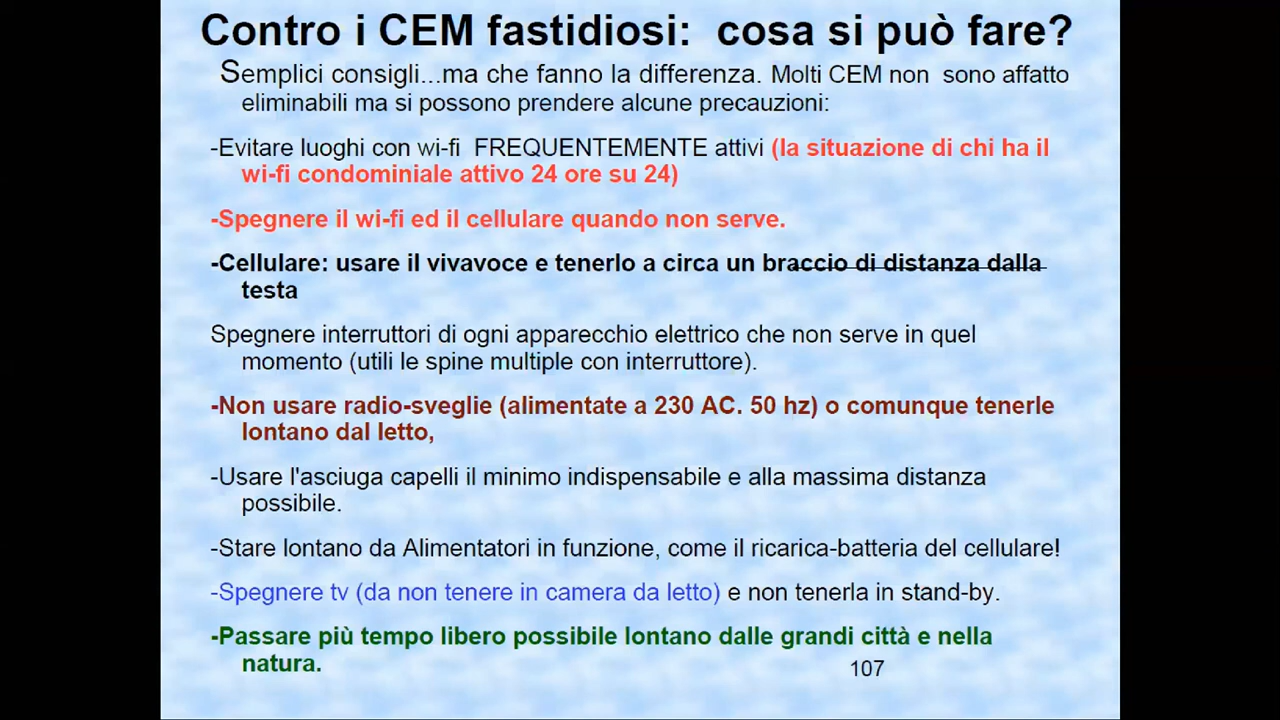 Contro i CEM fastidiosi: cosa si può fare?
Semplici consigli...ma che fanno la differenza. Molti CEM non sono affatto
eliminabili ma si possono prendere alcune precauzioni:
-Evitare luoghi con wi-fi FREQUENTEMENTE attivi (la situazione di chi ha il
wi-fi condominiale attivo 24 ore su 24)
-Spegnere il wi-fi ed il cellulare quando non serve.
-Cellulare: usare il vivavoce e tenerlo a circa un braccio di distanza dalla
testa
Spegnere interruttori di ogni apparecchio elettrico che non serve in quel
momento (utili le spine multiple con interruttore).
-Non usare radio-sveglie (alimentate a 230 AC. 50 hz) o comunque tenerle
lontano dal letto,
-Usare l'asciuga capelli il minimo indispensabile e alla massima distanza
possibile.
-Stare lontano da Alimentatori in funzione, come il ricarica-batteria del cellulare!
-Spegnere tv (da non tenere in camera da letto) e non tenerla in stand-by.
-Passare più tempo libero possibile lontano dalle grandi città e nella
natura.
107